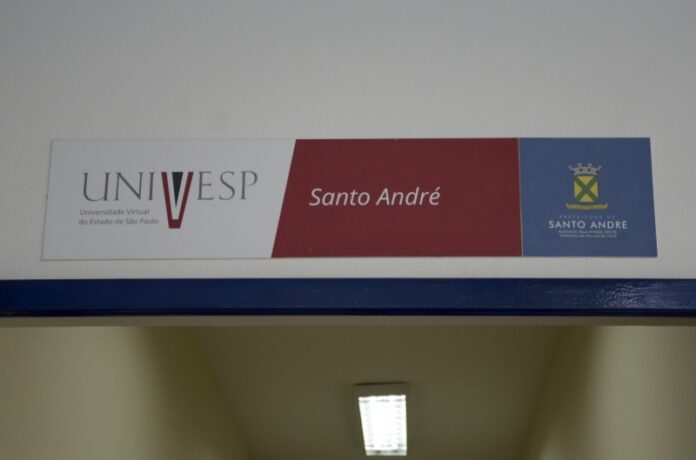 UNIVESP
Universidade Virtual
do Estado de São Paulo
Santo André
PREFEITURA DE
SANTO ANDRÉ